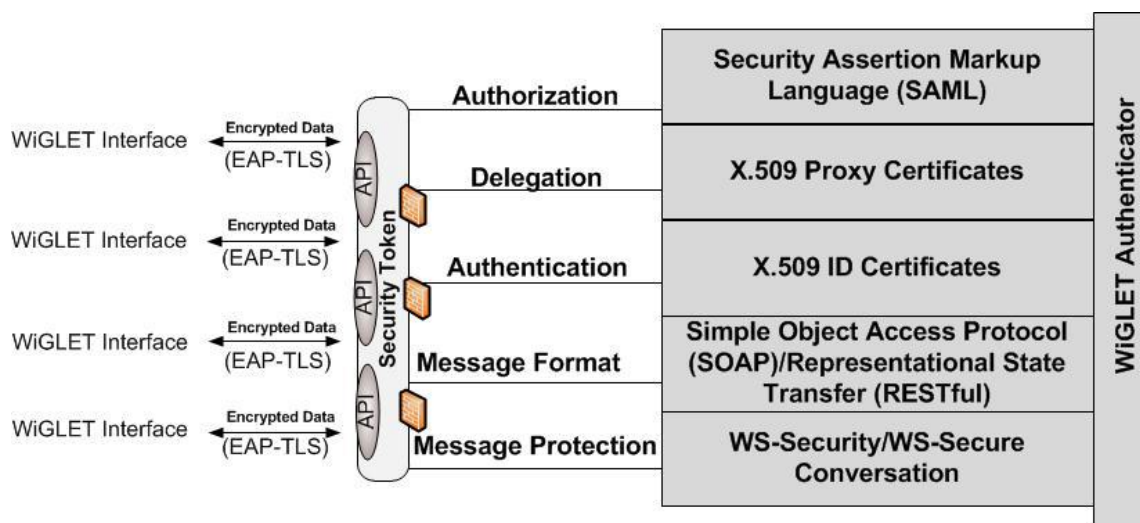 WiGLET Interface
Encrypted Data
(EAP-TLS)
WiGLET Interface
Encrypted Data
(EAP-TLS)
WiGLET Interface
Encrypted Data
(EAP-TLS)
WiGLET Interface
Encrypted Data
(EAP-TLS)
API
API
API
Security Token
Authorization
Delegation
Authentication
Message Format
Message Protection
Security Assertion Markup
Language (SAML)
X.509 Proxy Certificates
X.509 ID Certificates
Simple Object Access Protocol
(SOAP)/Representational State
Transfer (RESTful)
WS-Security/WS-Secure
Conversation
WiGLET Authenticator